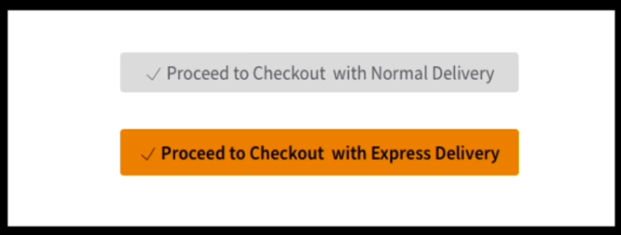 ✓ Proceed to Checkout with Normal Delivery
✓ Proceed to Checkout with Express Delivery